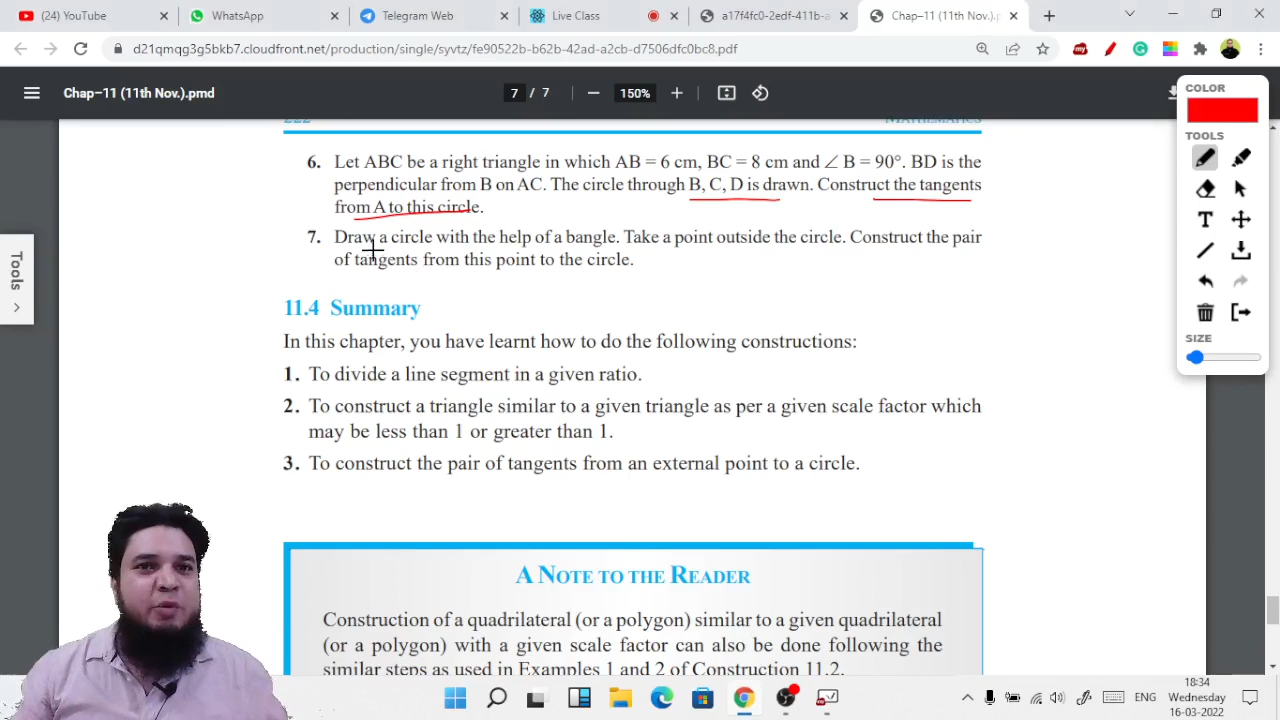 (24) YouTube
WhatsApp
Telegram Web
Live Class
a17f4fc0-2edf-411b-a
Chap–11 (11th Nov.).p
d21qmqg3g5bkb7.cloudfront.net/production/single/syvtz/fe90522b-b62b-42ad-a2cb-d7506dfc0bc8.pdf
Chap–11 (11th Nov.).pmd
7 / 7
150%
222
MATHEMATICS
6. Let ABC be a right triangle in which AB = 6 cm, BC = 8 cm and ∠ B = 90°. BD is the
perpendicular from B on AC. The circle through B, C, D is drawn. Construct the tangents
from A to this circle.
7. Draw a circle with the help of a bangle. Take a point outside the circle. Construct the pair
of tangents from this point to the circle.
11.4 Summary
In this chapter, you have learnt how to do the following constructions:
1. To divide a line segment in a given ratio.
2. To construct a triangle similar to a given triangle as per a given scale factor which
may be less than 1 or greater than 1.
3. To construct the pair of tangents from an external point to a circle.
A NOTE TO THE READER
Construction of a quadrilateral (or a polygon) similar to a given quadrilateral
(or a polygon) with a given scale factor can also be done following the
similar steps as used in Examples 1 and 2 of Construction 11.2.
Tools
COLOR
TOOLS
T
SIZE
ENG
18:34
Wednesday
16-03-2022